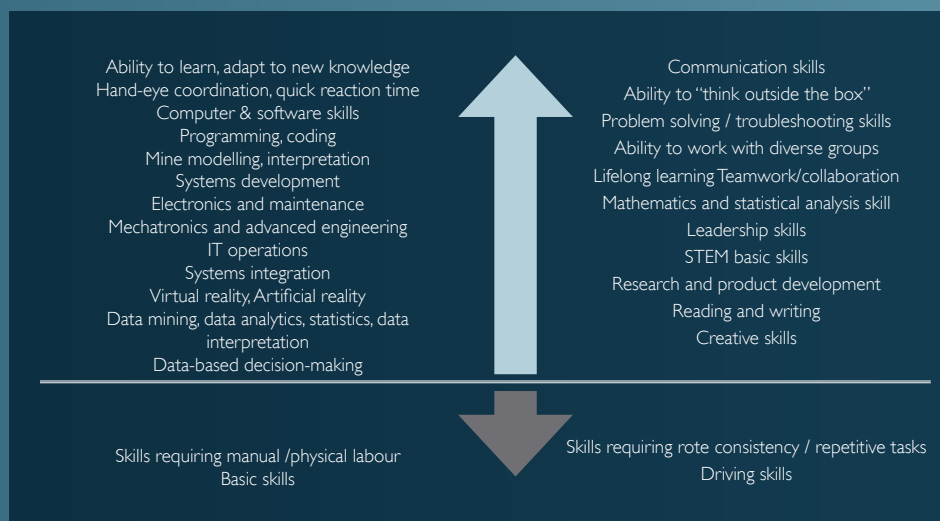 Ability to learn, adapt to new knowledge
Hand-eye coordination, quick reaction time
Computer & software skills
Programming, coding
Mine modelling, interpretation
Systems development
Electronics and maintenance
Mechatronics and advanced engineering
IT operations
Systems integration
Virtual reality, Artificial reality
Data mining, data analytics, statistics, data
interpretation
Data-based decision-making
Communication skills
Ability to “think outside the box”
Problem solving / troubleshooting skills
Ability to work with diverse groups
Lifelong learning Teamwork/collaboration
Mathematics and statistical analysis skill
Leadership skills
STEM basic skills
Research and product development
Reading and writing
Creative skills
Skills requiring manual /physical labour
Basic skills
Skills requiring rote consistency / repetitive tasks
Driving skills